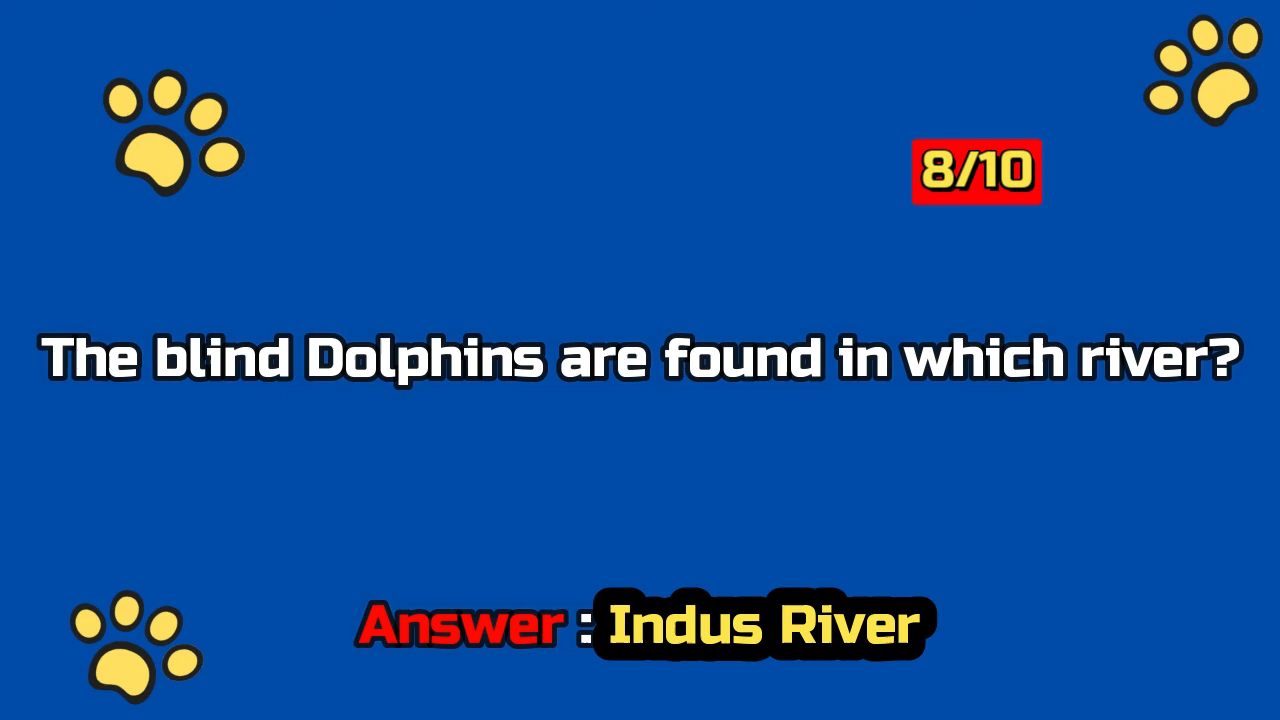 8/10
The blind Dolphins are found in which river?
Answer : Indus River